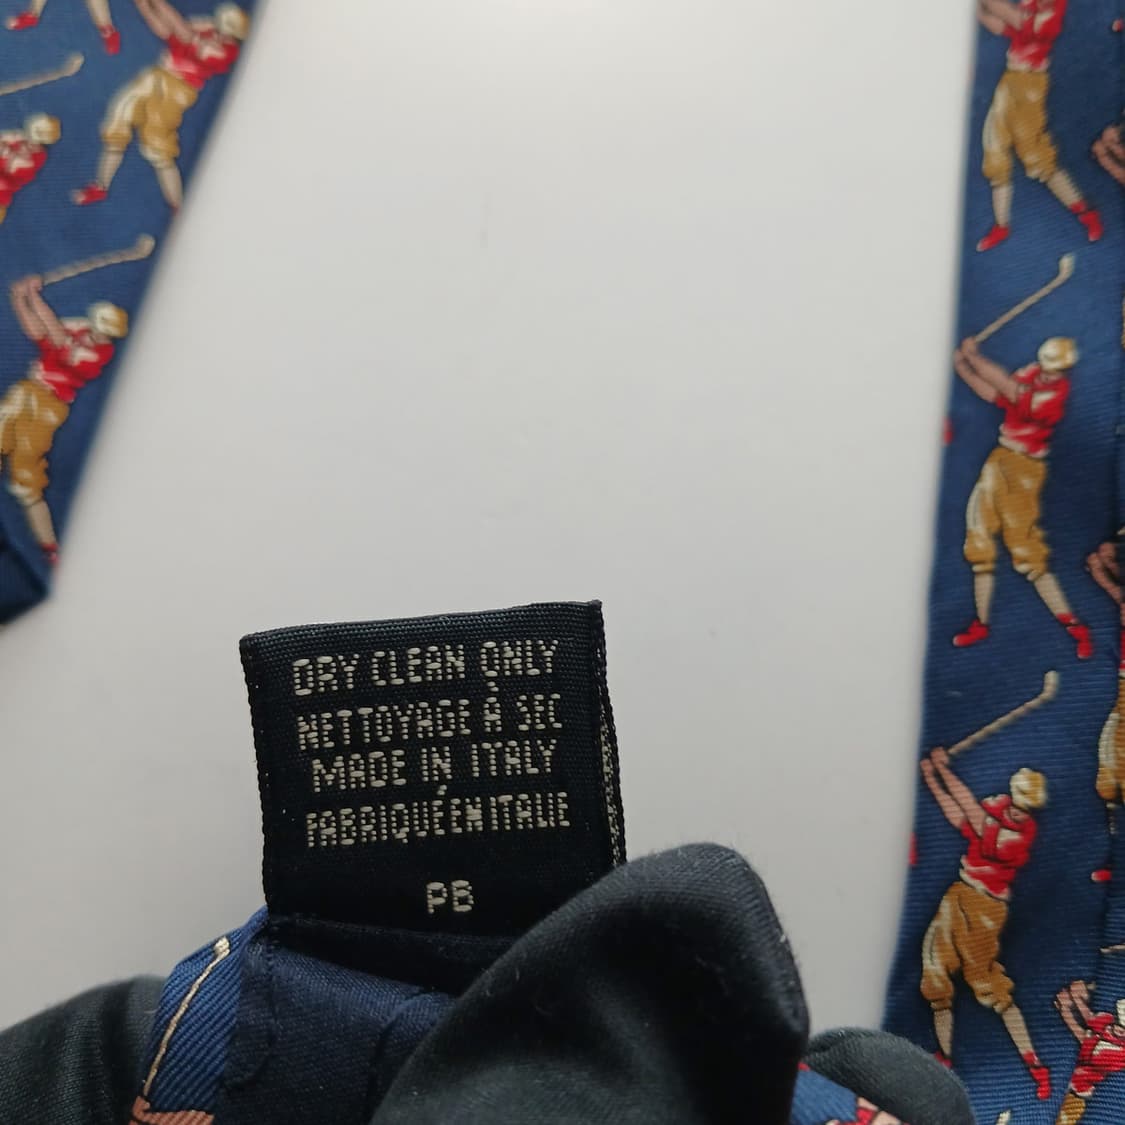 DRY CLEAN ONLY
NETTOYAGE À SEC
MADE IN ITALY
FABRIQUÉ EN ITALIE
PB